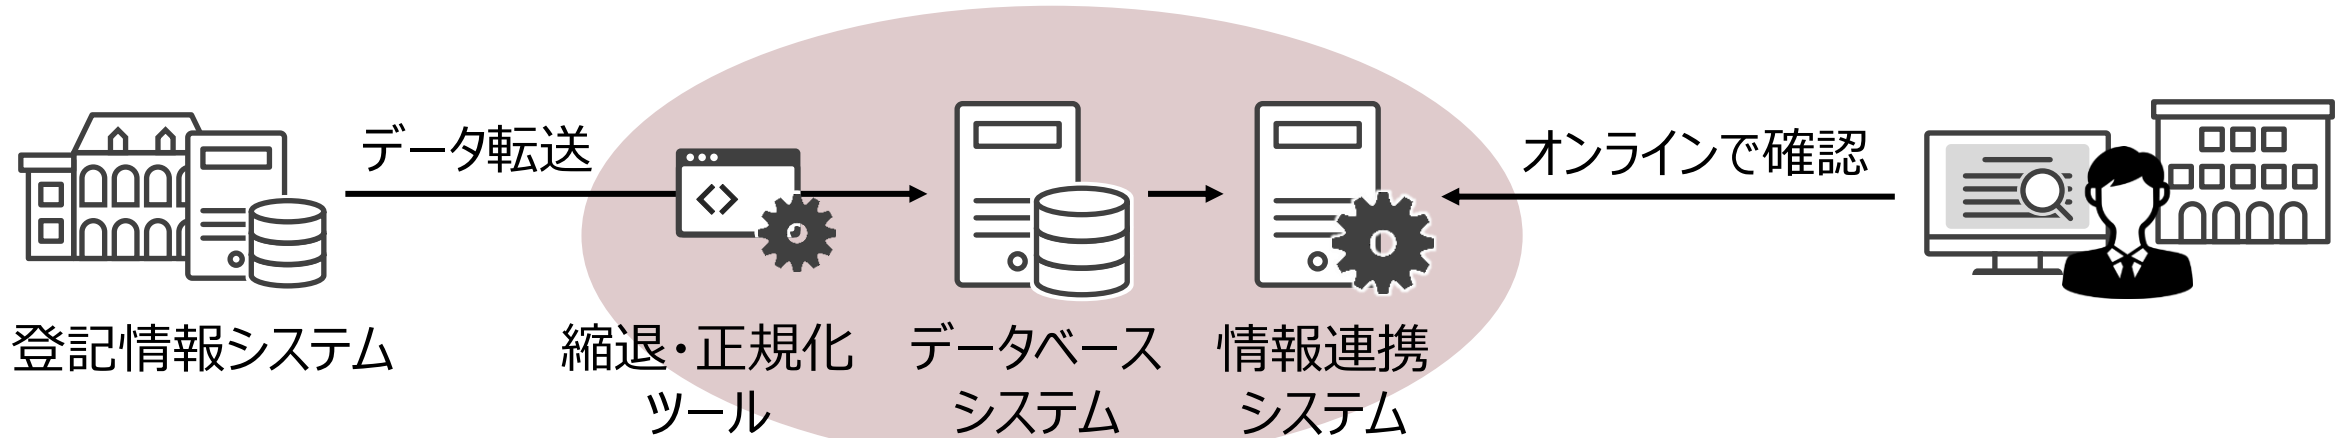 データ転送
オンラインで確認
登記情報システム
縮退・正規化
ツール
データベース
システム
情報連携
システム